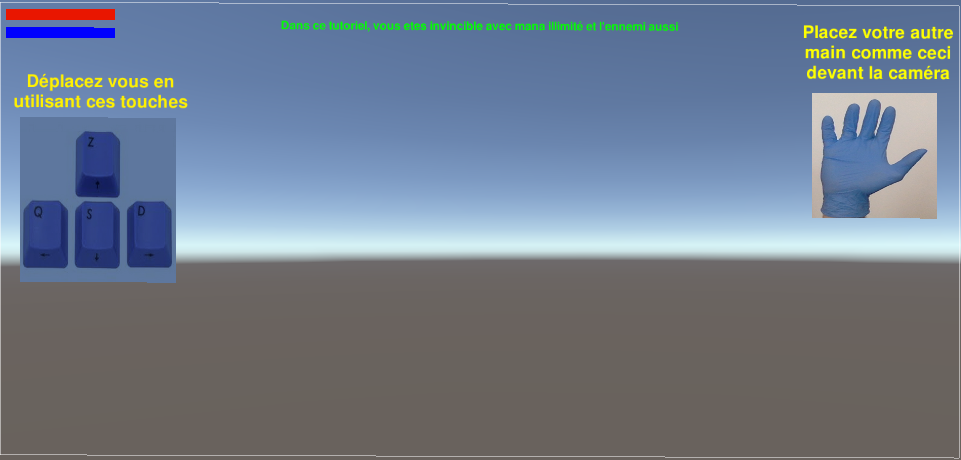 Dans ce tutoriel, vous etes invincible avec mana illimité et l'ennemi aussi
Déplacez vous en
utilisant ces touches
Z
Q
S
D
Placez votre autre
main comme ceci
devant la caméra